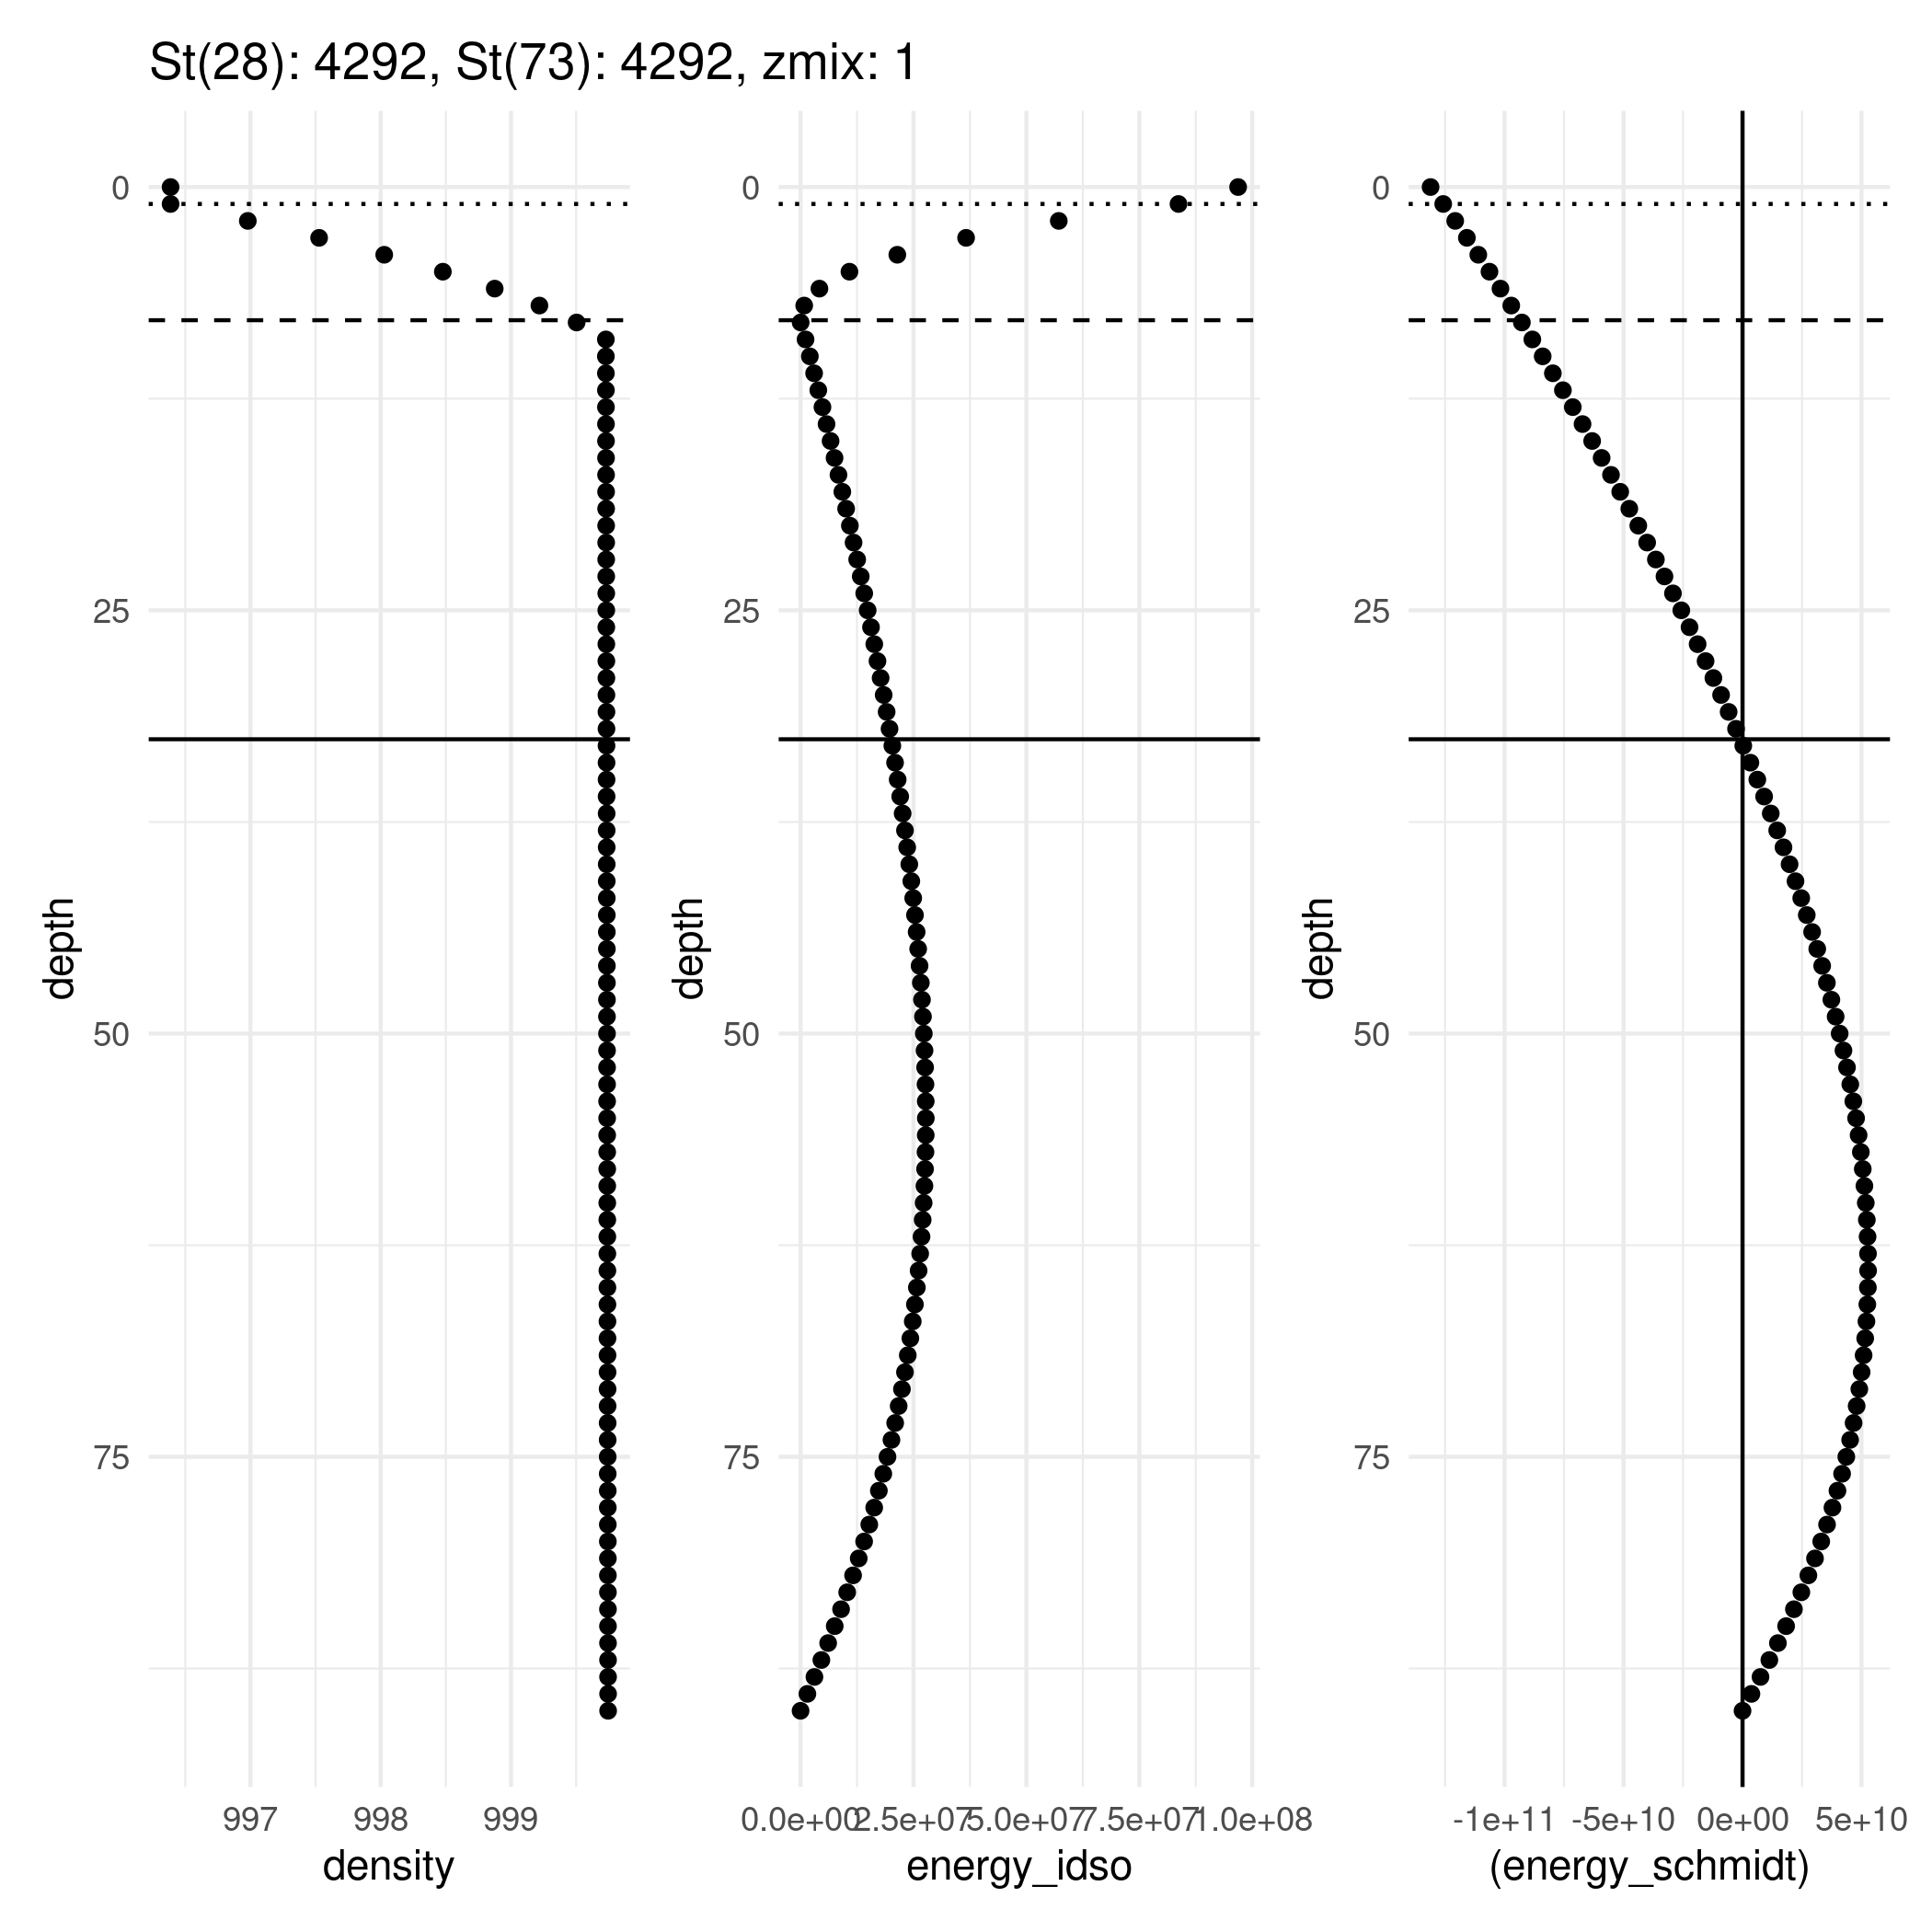 St(28): 4292, St(73): 4292, zmix: 1
0
25
50
75
depth
997 998 999
density
0
25
50
75
depth
0.0e+00 2.5e+07 5.0e+07 7.5e+07 1.0e+08
energy_idso
0
25
50
75
depth
-1e+11 -5e+10 0e+00 5e+10
(energy_schmidt)